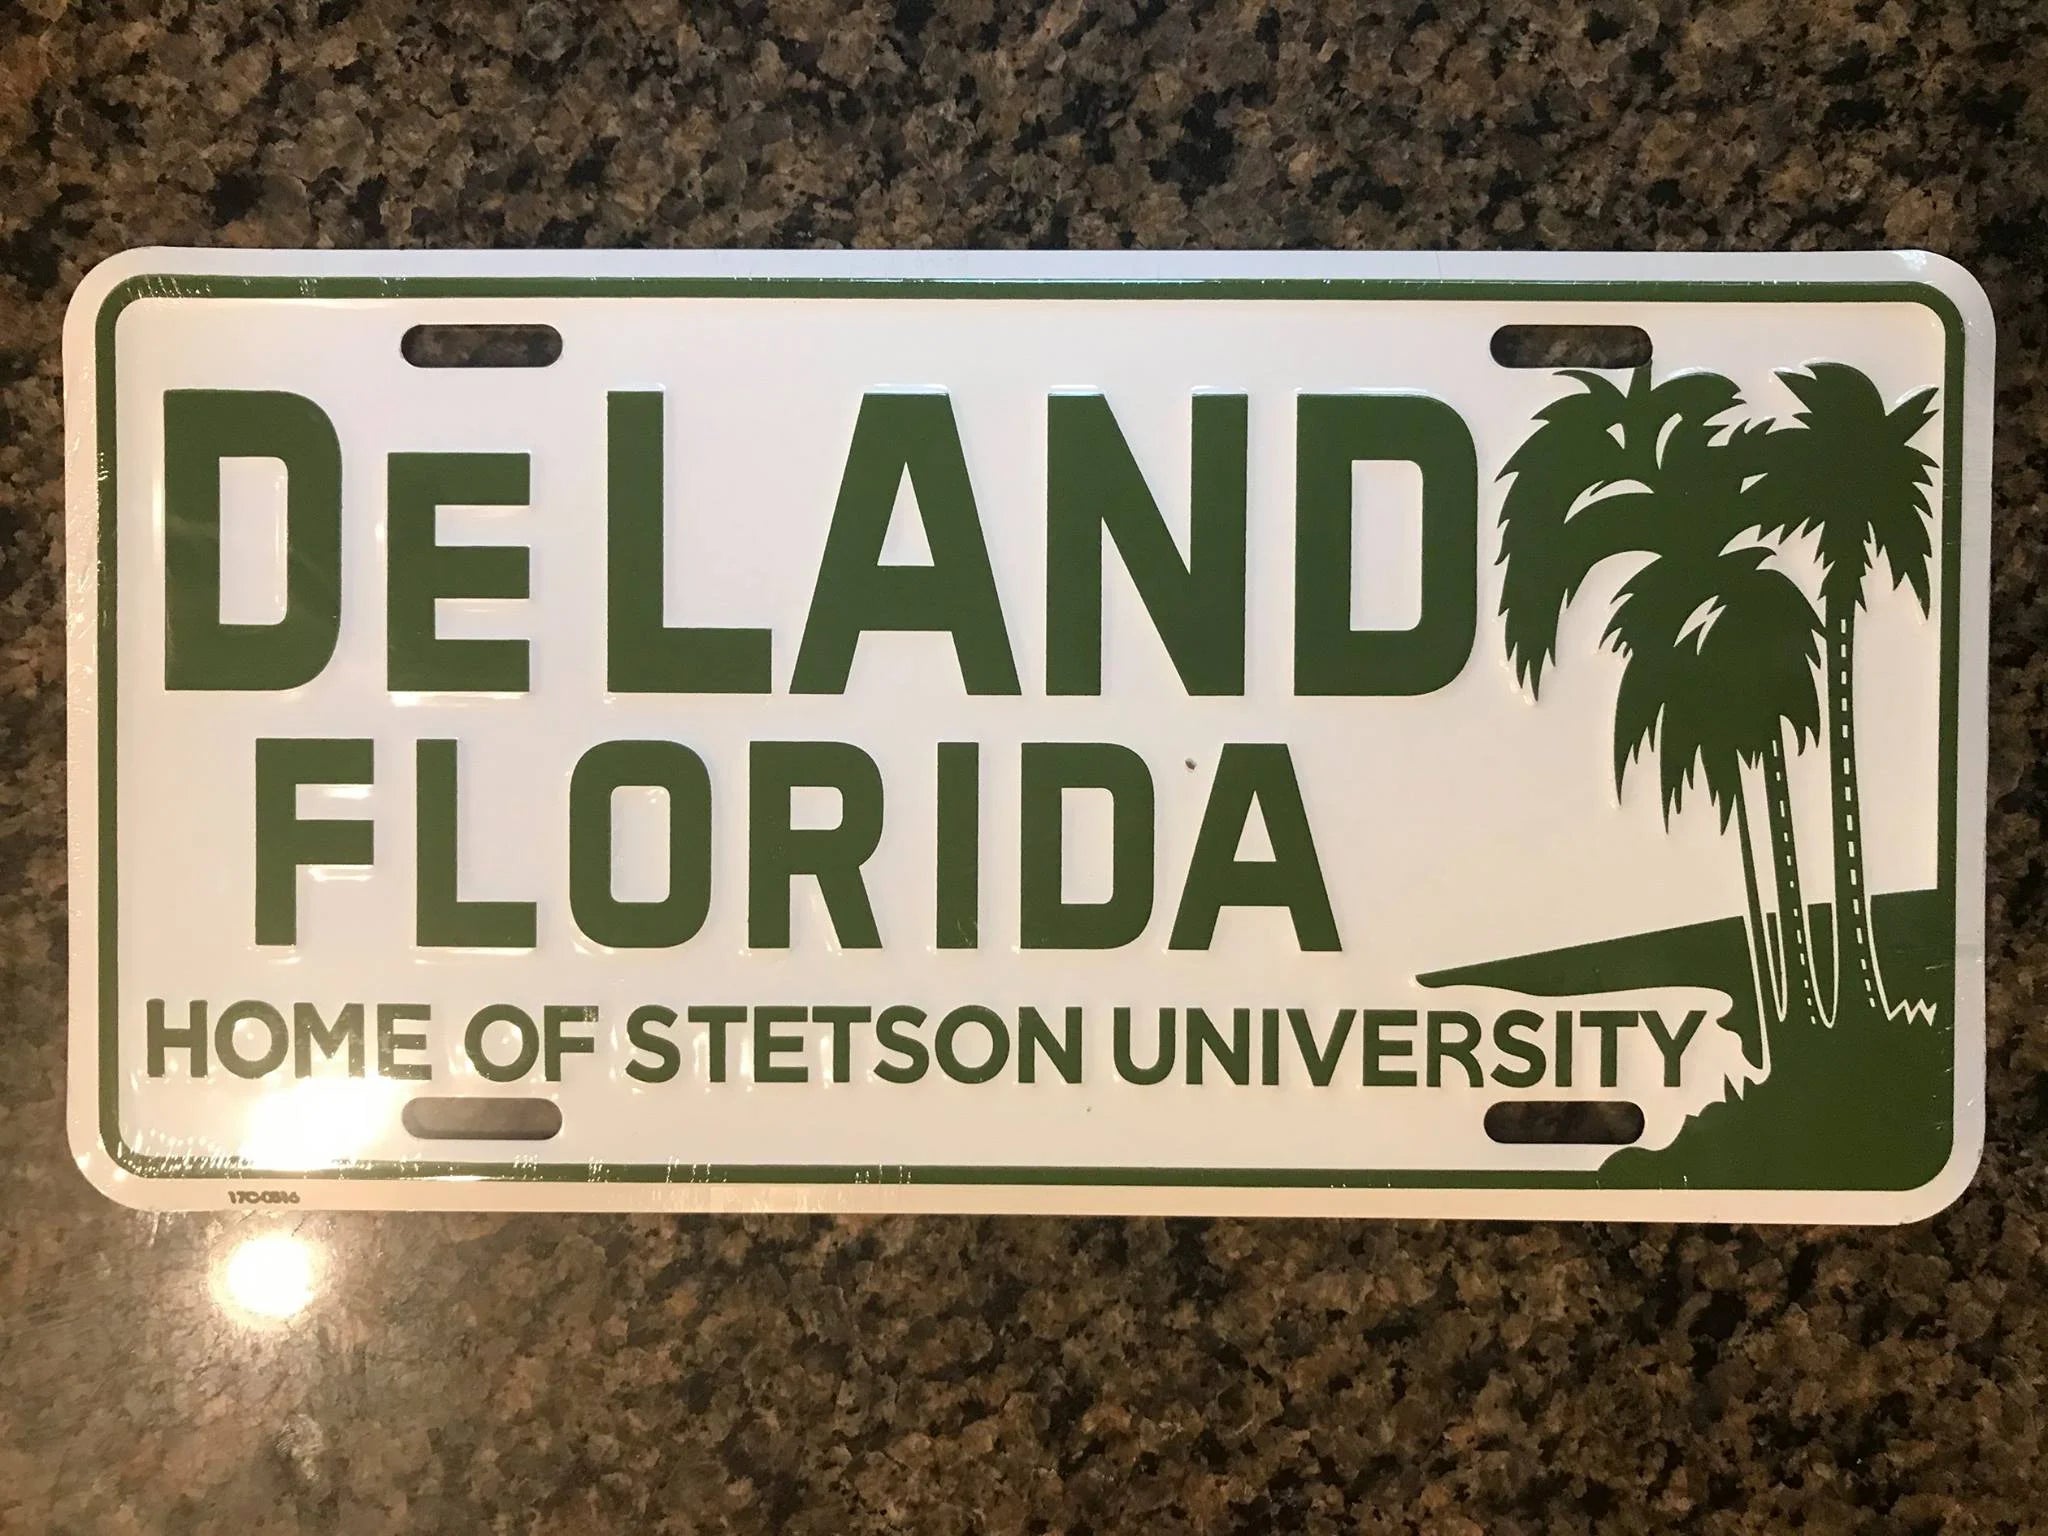 DeLAND
FLORIDA
HOME OF STETSON UNIVERSITY